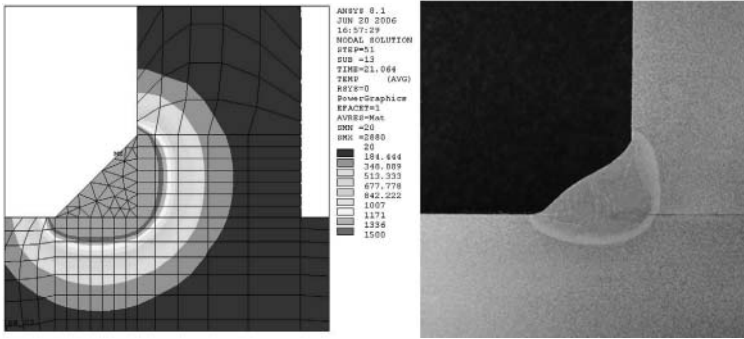 ANSYS 8.1
JUN 20 2006
16:57:29
NODAL SOLUTION
STEP=51
SUB =13
TIME=21.064
TEMP (AVG)
RSYS=0
PowerGraphics
EFACET=1
AVRES=Mat
SMN =20
SMX =2880
20
184.444
348.889
513.333
677.778
842.222
1007
1171
1336
1500